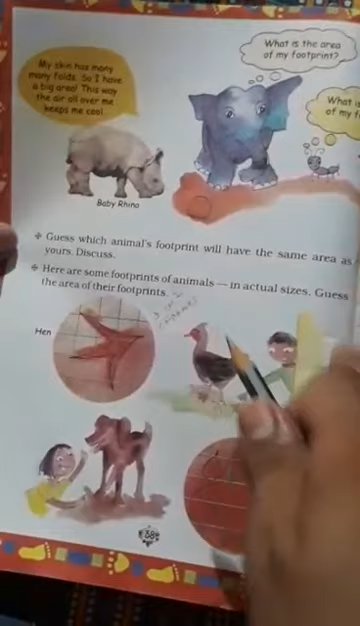 What is the area
of my footprint?
My skin has many
many folds. So I have
a big area! This way
the air all over me
keeps me cool.
What
of my
Baby Rhino
❖ Guess which animal's footprint will have the same area as
yours. Discuss.
❖ Here are some footprints of animals — in actual sizes. Guess
the area of their footprints.
Hen
38